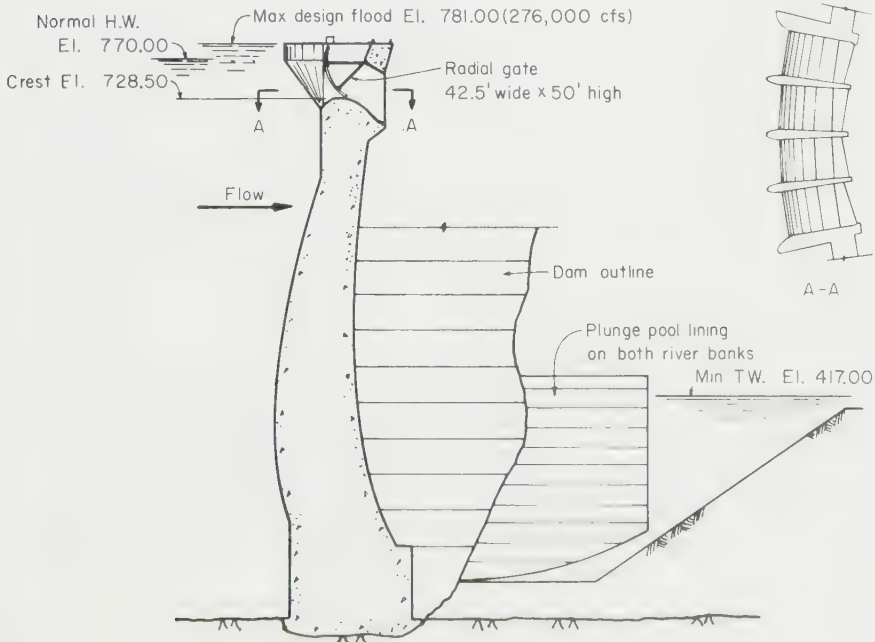 Max design flood El. 781.00 (276,000 cfs)
Normal H.W.
El. 770.00
Crest El. 728.50
Radial gate
42.5' wide x 50' high
A
A
Flow
Dam outline
A-A
Plunge pool lining
on both river banks
Min TW. El. 417.00